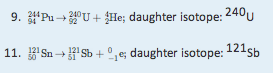 9. ²⁴⁴₉₄Pu → ²⁴⁰₉₂U + ⁴₂He; daughter isotope: ²⁴⁰U
11. ¹²¹₅₀Sn → ¹²¹₅₁Sb + ⁰₋₁e; daughter isotope: ¹²¹Sb